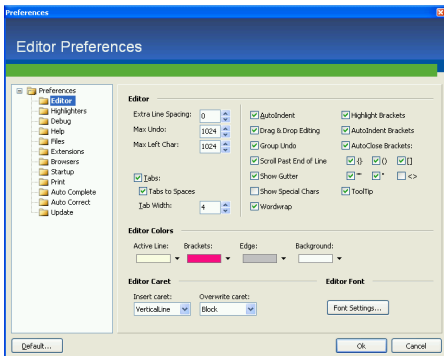 Preferences
Editor Preferences
Preferences
Editor
Highlighters
Debug
Help
Files
Extensions
Browsers
Startup
Print
Auto Complete
Auto Correct
Update
Editor
Extra Line Spacing: 0
Max Undo: 1024
Max Left Char: 1024
Tabs:
Tabs to Spaces
Tab Width: 4
AutoIndent
Drag & Drop Editing
Group Undo
Scroll Past End of Line
Show Gutter
Show Special Chars
Wordwrap
Highlight Brackets
AutoIndent Brackets
AutoClose Brackets:
{} () []
"" " <>
ToolTip
Editor Colors
Active Line: Brackets: Edge: Background:
Editor Caret
Insert caret: Overwrite caret:
VerticalLine Block
Editor Font
Font Settings...
Default... Ok Cancel